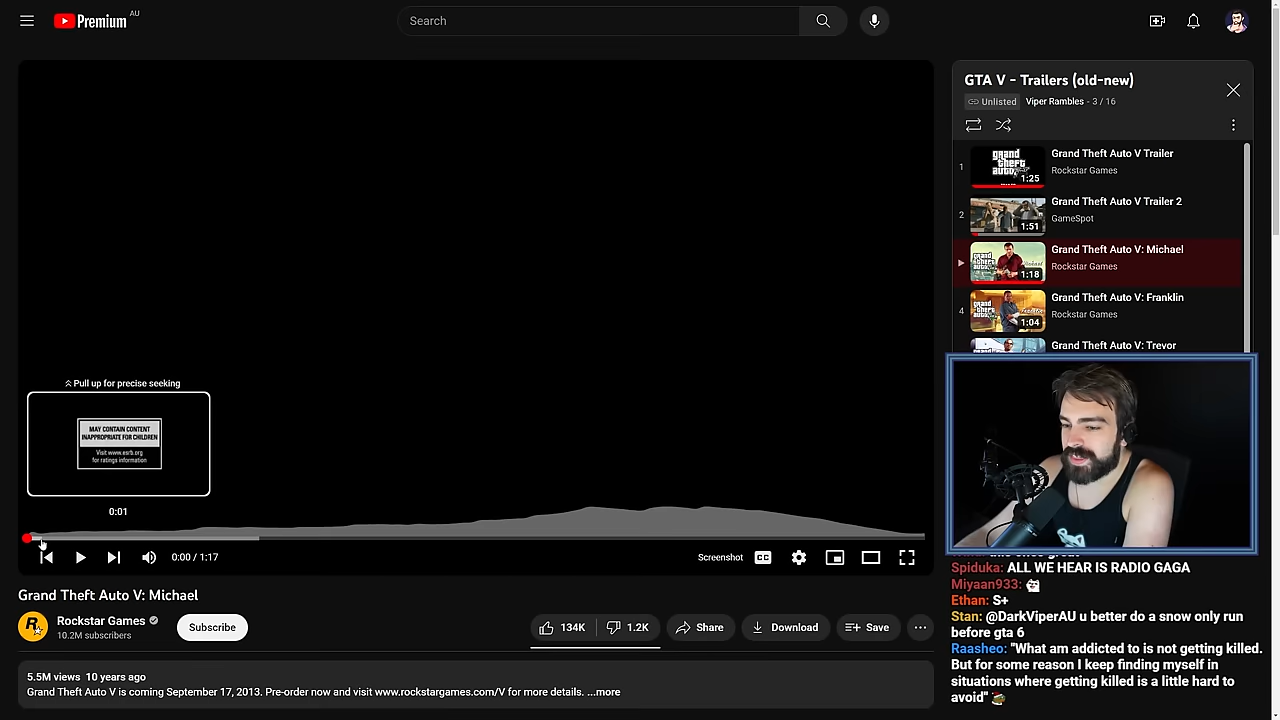 Premium AU
Search
GTA V - Trailers (old-new)
Unlisted Viper Rambles - 3 / 16
1
grand theft auto V
1:25
Grand Theft Auto V Trailer
Rockstar Games
2
1:51
Grand Theft Auto V Trailer 2
GameSpot
1:18
Grand Theft Auto V: Michael
Rockstar Games
4
1:04
Grand Theft Auto V: Franklin
Rockstar Games
Grand Theft Auto V: Trevor
Pull up for precise seeking
MAY CONTAIN CONTENT
INAPPROPRIATE FOR CHILDREN
Visit www.esrb.org
for ratings information
0:01
0:00 / 1:17
Screenshot
CC
Grand Theft Auto V: Michael
Rockstar Games
10.2M subscribers
Subscribe
134K
1.2K
Share
Download
Save
5.5M views 10 years ago
Grand Theft Auto V is coming September 17, 2013. Pre-order now and visit www.rockstargames.com/V for more details. ...more
Spiduka: ALL WE HEAR IS RADIO GAGA
Miyaan933:
Ethan: S+
Stan: @DarkViperAU u better do a snow only run
before gta 6
Raasheo: "What am addicted to is not getting killed.
But for some reason I keep finding myself in
situations where getting killed is a little hard to
avoid"